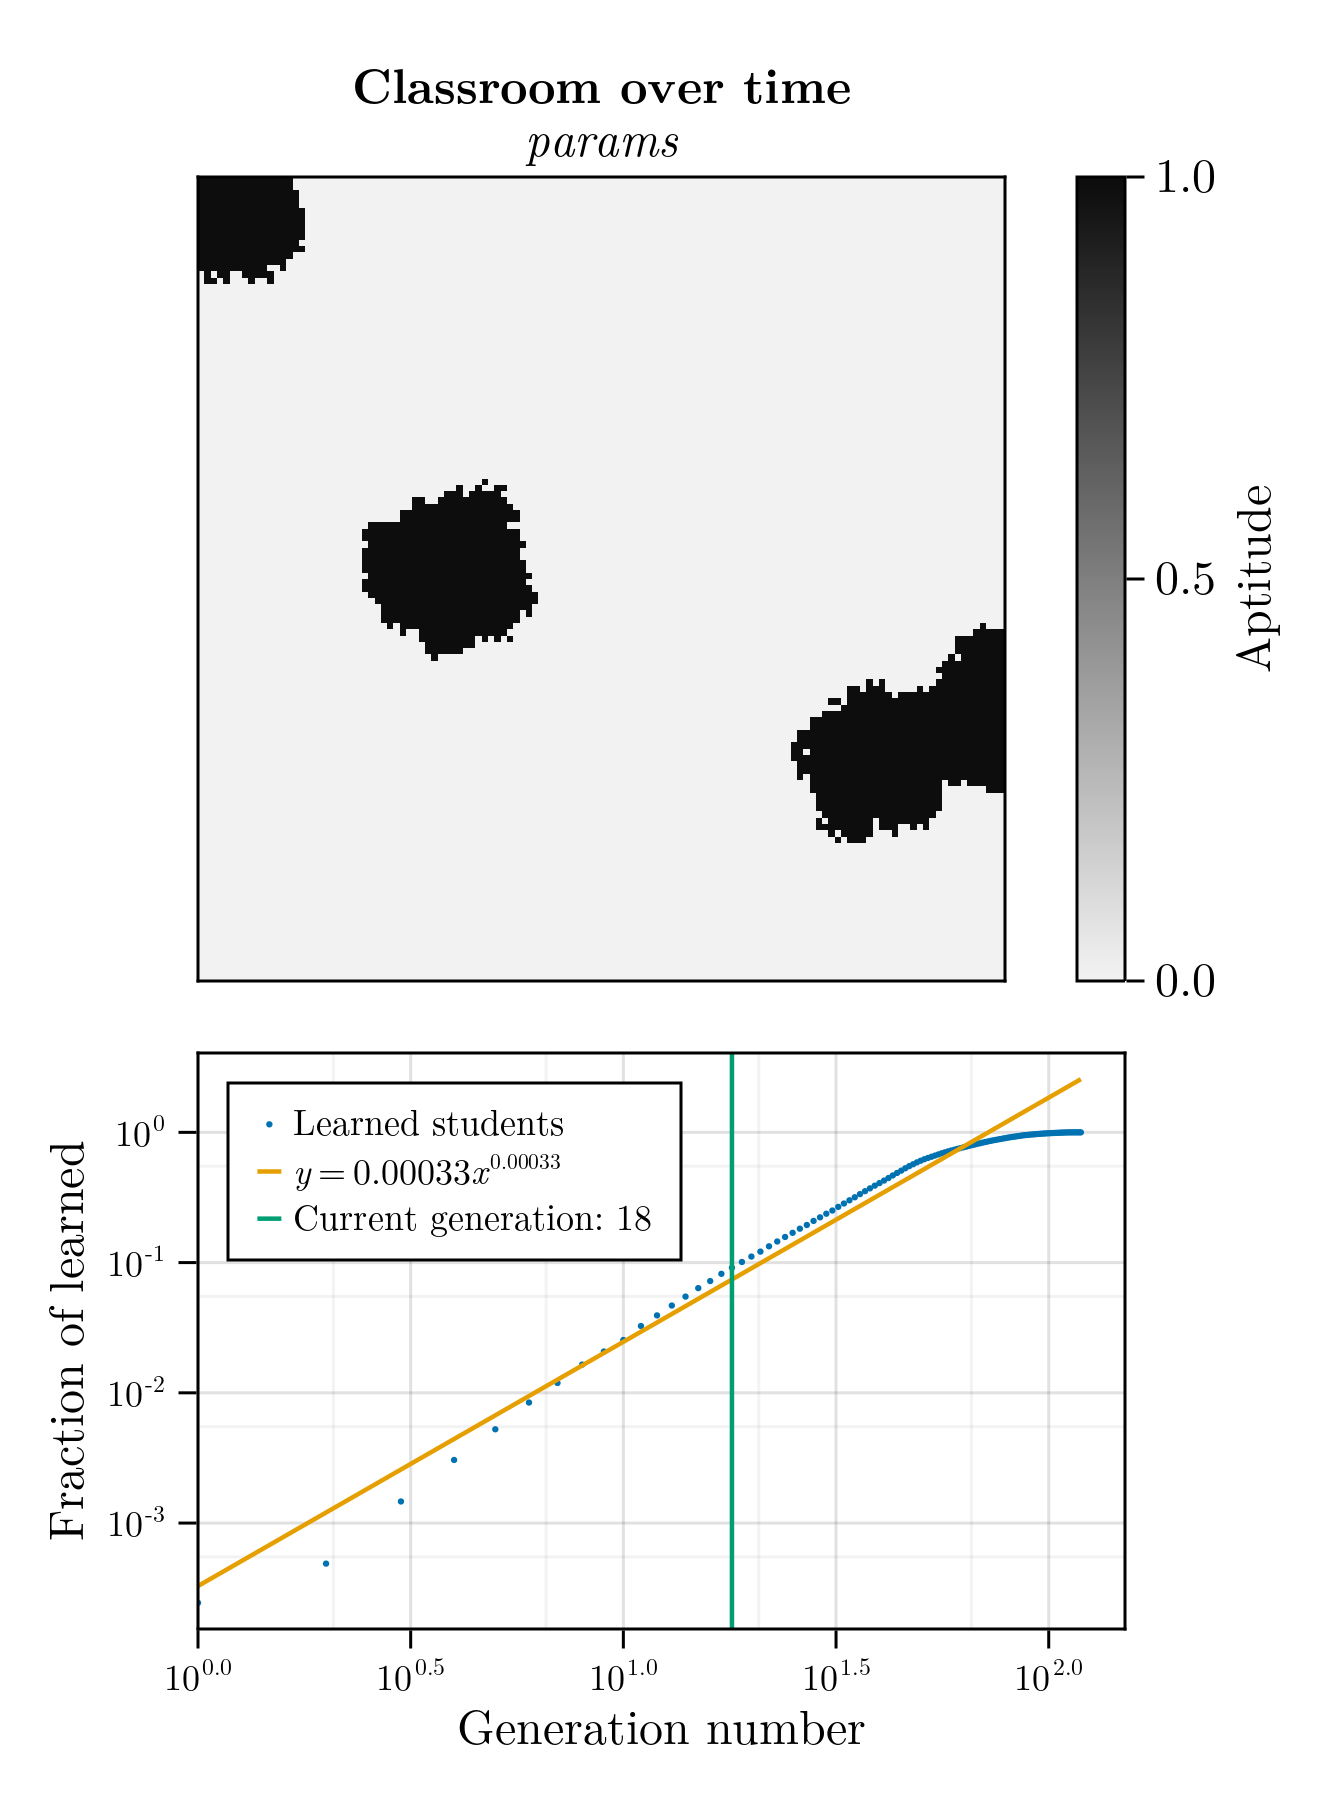 Classroom over time
params
1.0
0.5
0.0
Aptitude
Learned students
y = 0.00033x^0.00033
Current generation: 18
10^0
10^-1
10^-2
10^-3
Fraction of learned
10^0.0 10^0.5 10^1.0 10^1.5 10^2.0
Generation number